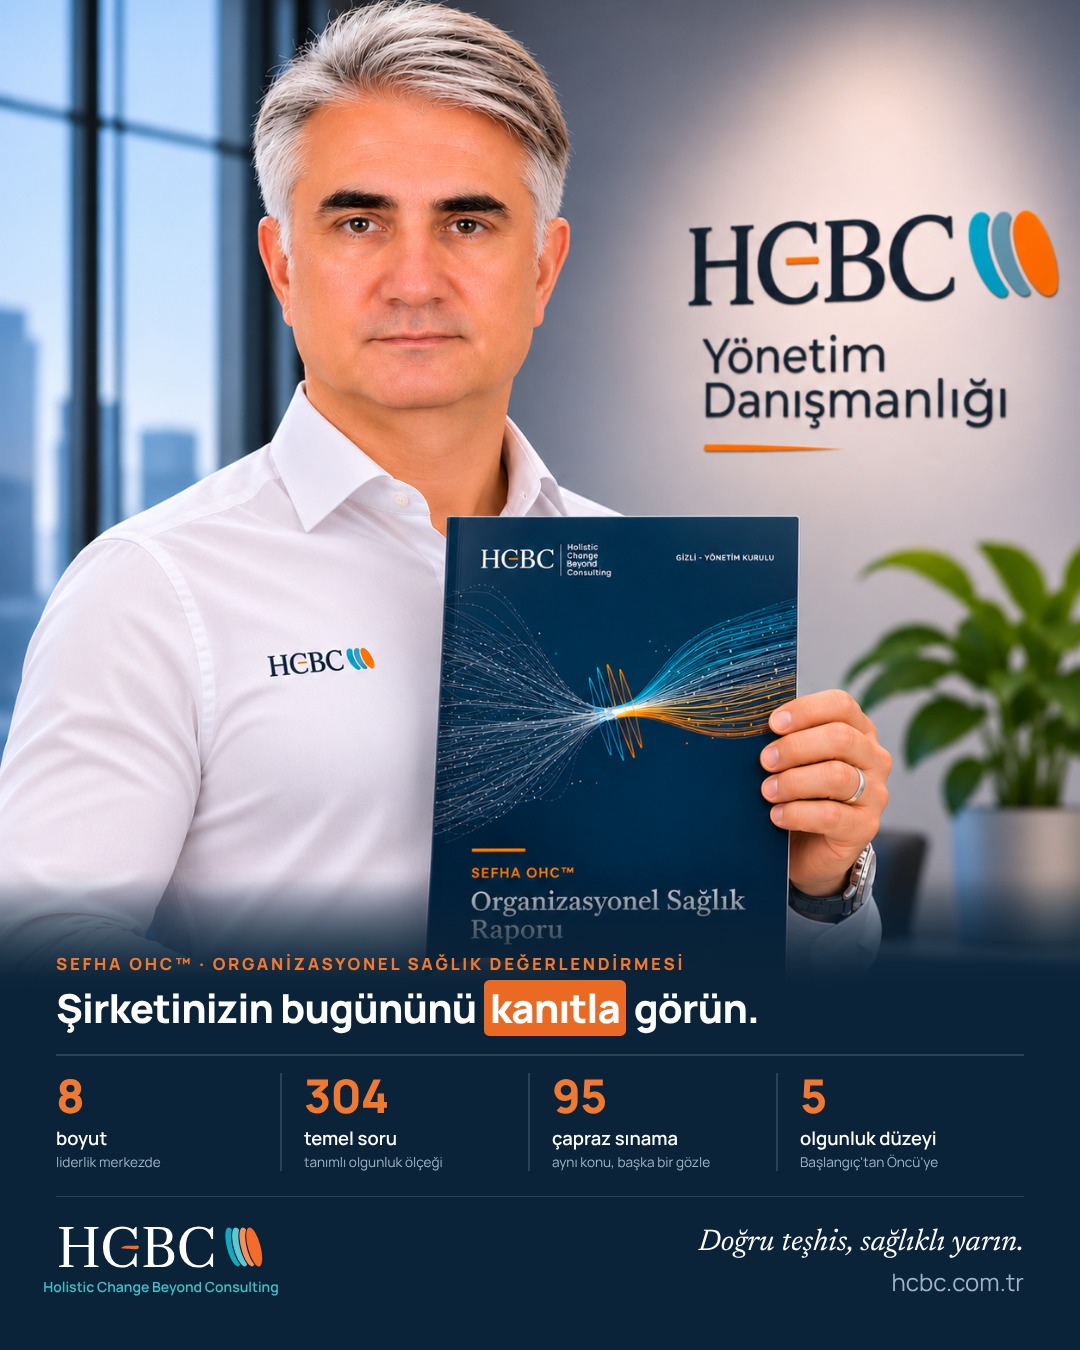 HCBC
Yönetim
Danışmanlığı
HCBC
HCBC
Holistic
Change
Beyond
Consulting
GİZLİ - YÖNETİM KURULU
SEFHA OHC™
Organizasyonel Sağlık
Raporu
SEFHA OHC™ · ORGANİZASYONEL SAĞLIK DEĞERLENDİRMESİ
Şirketinizin bugününü kanıtla görün.
8
boyut
liderlik merkezde
304
temel soru
tanımlı olgunluk ölçeği
95
çapraz sınama
aynı konu, başka bir gözle
5
olgunluk düzeyi
Başlangıç'tan Öncü'ye
HCBC
Holistic Change Beyond Consulting
Doğru teşhis, sağlıklı yarın.
hcbc.com.tr